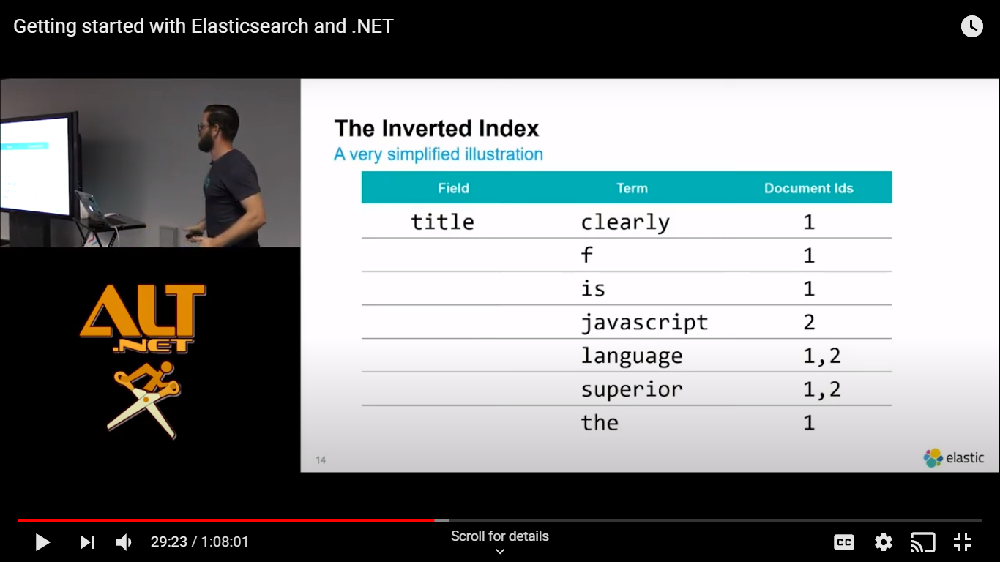 Getting started with Elasticsearch and .NET
The Inverted Index
A very simplified illustration
Field Term Document Ids
title clearly 1
f 1
is 1
javascript 2
language 1,2
superior 1,2
the 1
ALT
.NET
14
elastic
29:23 / 1:08:01
Scroll for details
CC